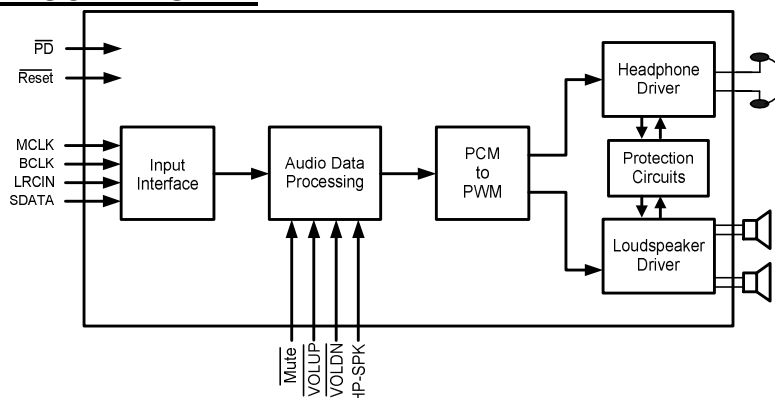 PD
Reset
MCLK
BCLK
LRCIN
SDATA
Input
Interface
Audio Data
Processing
PCM
to
PWM
Headphone
Driver
Protection
Circuits
Loudspeaker
Driver
Mute
VOLUP
VOLDN
HP-SPK